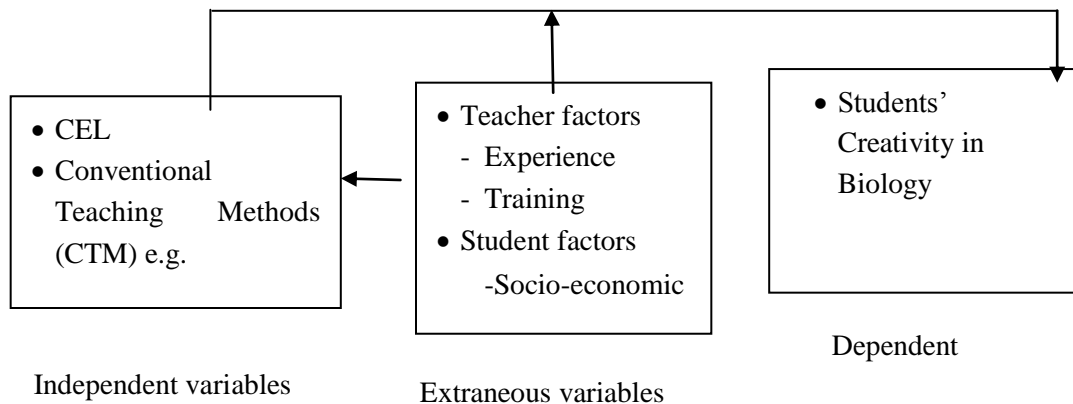 • CEL
• Conventional
Teaching Methods
(CTM) e.g.
• Teacher factors
- Experience
- Training
• Student factors
-Socio-economic
• Students’
Creativity in
Biology
Independent variables
Extraneous variables
Dependent